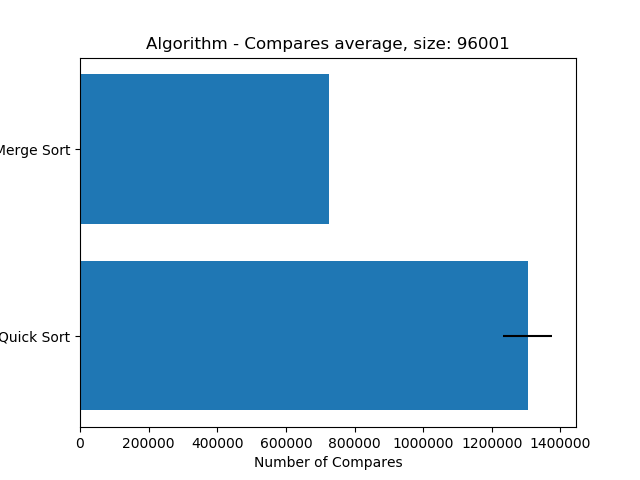 Algorithm - Compares average, size: 96001
Merge Sort
Quick Sort
0 200000 400000 600000 800000 1000000 1200000 1400000
Number of Compares